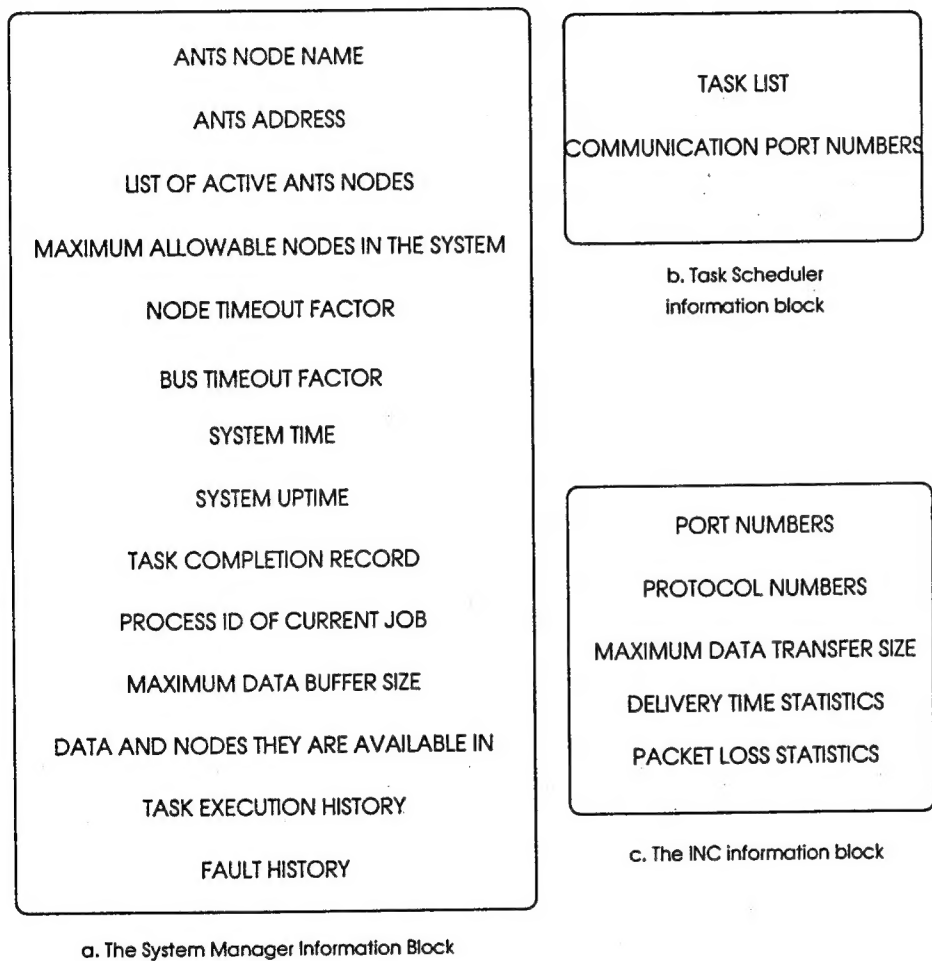 ANTS NODE NAME
ANTS ADDRESS
LIST OF ACTIVE ANTS NODES
MAXIMUM ALLOWABLE NODES IN THE SYSTEM
NODE TIMEOUT FACTOR
BUS TIMEOUT FACTOR
SYSTEM TIME
SYSTEM UPTIME
TASK COMPLETION RECORD
PROCESS ID OF CURRENT JOB
MAXIMUM DATA BUFFER SIZE
DATA AND NODES THEY ARE AVAILABLE IN
TASK EXECUTION HISTORY
FAULT HISTORY
a. The System Manager Information Block
TASK LIST
COMMUNICATION PORT NUMBERS
b. Task Scheduler
information block
PORT NUMBERS
PROTOCOL NUMBERS
MAXIMUM DATA TRANSFER SIZE
DELIVERY TIME STATISTICS
PACKET LOSS STATISTICS
c. The INC information block